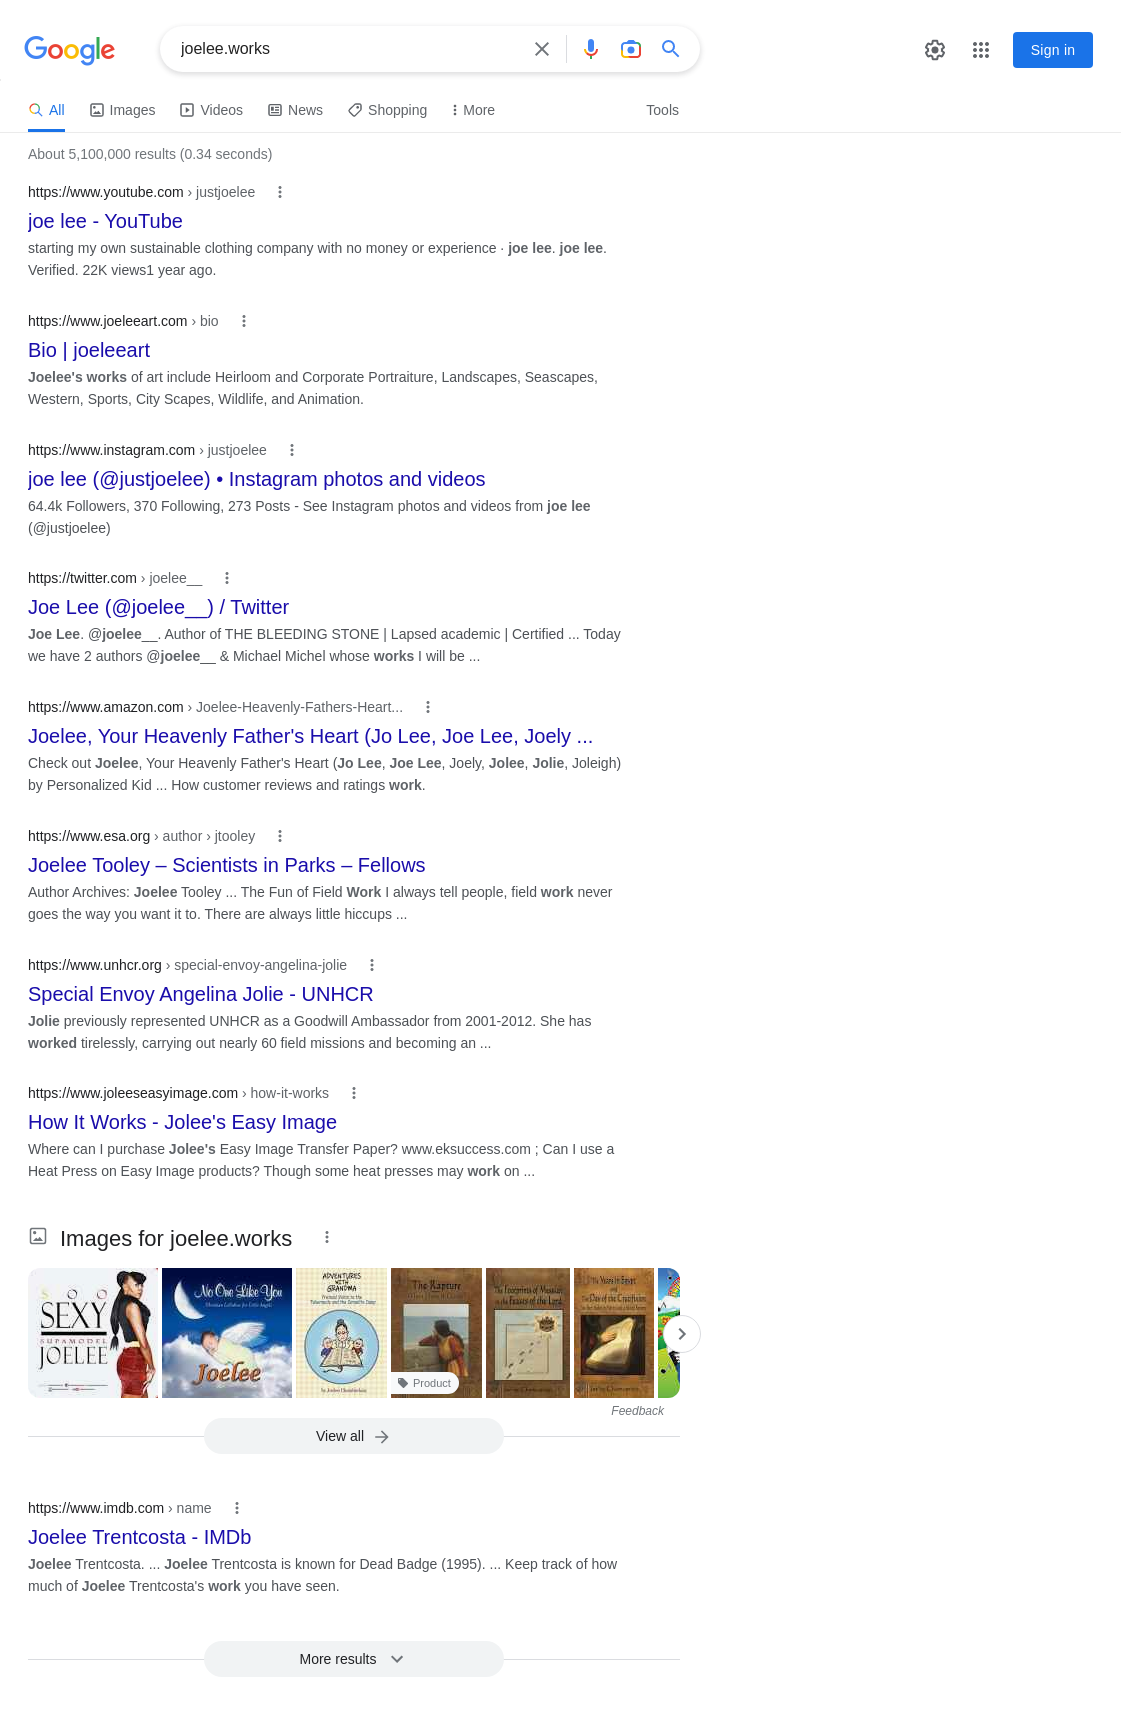 Google
joelee.works
Sign in
All
Images
Videos
News
Shopping
More
Tools
About 5,100,000 results (0.34 seconds)
https://www.youtube.com › justjoelee
joe lee - YouTube
starting my own sustainable clothing company with no money or experience · joe lee. joe lee.
Verified. 22K views1 year ago.
https://www.joeleeart.com › bio
Bio | joeleeart
Joelee's works of art include Heirloom and Corporate Portraiture, Landscapes, Seascapes,
Western, Sports, City Scapes, Wildlife, and Animation.
https://www.instagram.com › justjoelee
joe lee (@justjoelee) • Instagram photos and videos
64.4k Followers, 370 Following, 273 Posts - See Instagram photos and videos from joe lee
(@justjoelee)
https://twitter.com › joelee__
Joe Lee (@joelee__) / Twitter
Joe Lee. @joelee__. Author of THE BLEEDING STONE | Lapsed academic | Certified ... Today
we have 2 authors @joelee__ & Michael Michel whose works I will be ...
https://www.amazon.com › Joelee-Heavenly-Fathers-Heart...
Joelee, Your Heavenly Father's Heart (Jo Lee, Joe Lee, Joely ...
Check out Joelee, Your Heavenly Father's Heart (Jo Lee, Joe Lee, Joely, Jolee, Jolie, Joleigh)
by Personalized Kid ... How customer reviews and ratings work.
https://www.esa.org › author › jtooley
Joelee Tooley – Scientists in Parks – Fellows
Author Archives: Joelee Tooley ... The Fun of Field Work I always tell people, field work never
goes the way you want it to. There are always little hiccups ...
https://www.unhcr.org › special-envoy-angelina-jolie
Special Envoy Angelina Jolie - UNHCR
Jolie previously represented UNHCR as a Goodwill Ambassador from 2001-2012. She has
worked tirelessly, carrying out nearly 60 field missions and becoming an ...
https://www.joleeseasyimage.com › how-it-works
How It Works - Jolee's Easy Image
Where can I purchase Jolee's Easy Image Transfer Paper? www.eksuccess.com ; Can I use a
Heat Press on Easy Image products? Though some heat presses may work on ...
Images for joelee.works
SOO
SEXY
SUPAMODEL
JOELEE
No One Like You
Joelee
ADVENTURES
WITH
GRANDMA
The Rapture
Product
The Footprints of Messiah
in the Feasts of the Lord
The Years in Egypt
The Day of the Crucifixion
Feedback
View all
https://www.imdb.com › name
Joelee Trentcosta - IMDb
Joelee Trentcosta. ... Joelee Trentcosta is known for Dead Badge (1995). ... Keep track of how
much of Joelee Trentcosta's work you have seen.
More results